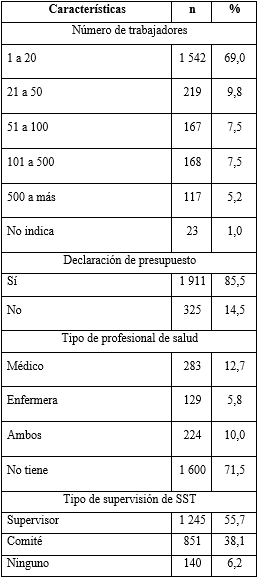 Características n %
Número de trabajadores
1 a 20 1 542 69,0
21 a 50 219 9,8
51 a 100 167 7,5
101 a 500 168 7,5
500 a más 117 5,2
No indica 23 1,0
Declaración de presupuesto
Sí 1 911 85,5
No 325 14,5
Tipo de profesional de salud
Médico 283 12,7
Enfermera 129 5,8
Ambos 224 10,0
No tiene 1 600 71,5
Tipo de supervisión de SST
Supervisor 1 245 55,7
Comité 851 38,1
Ninguno 140 6,2